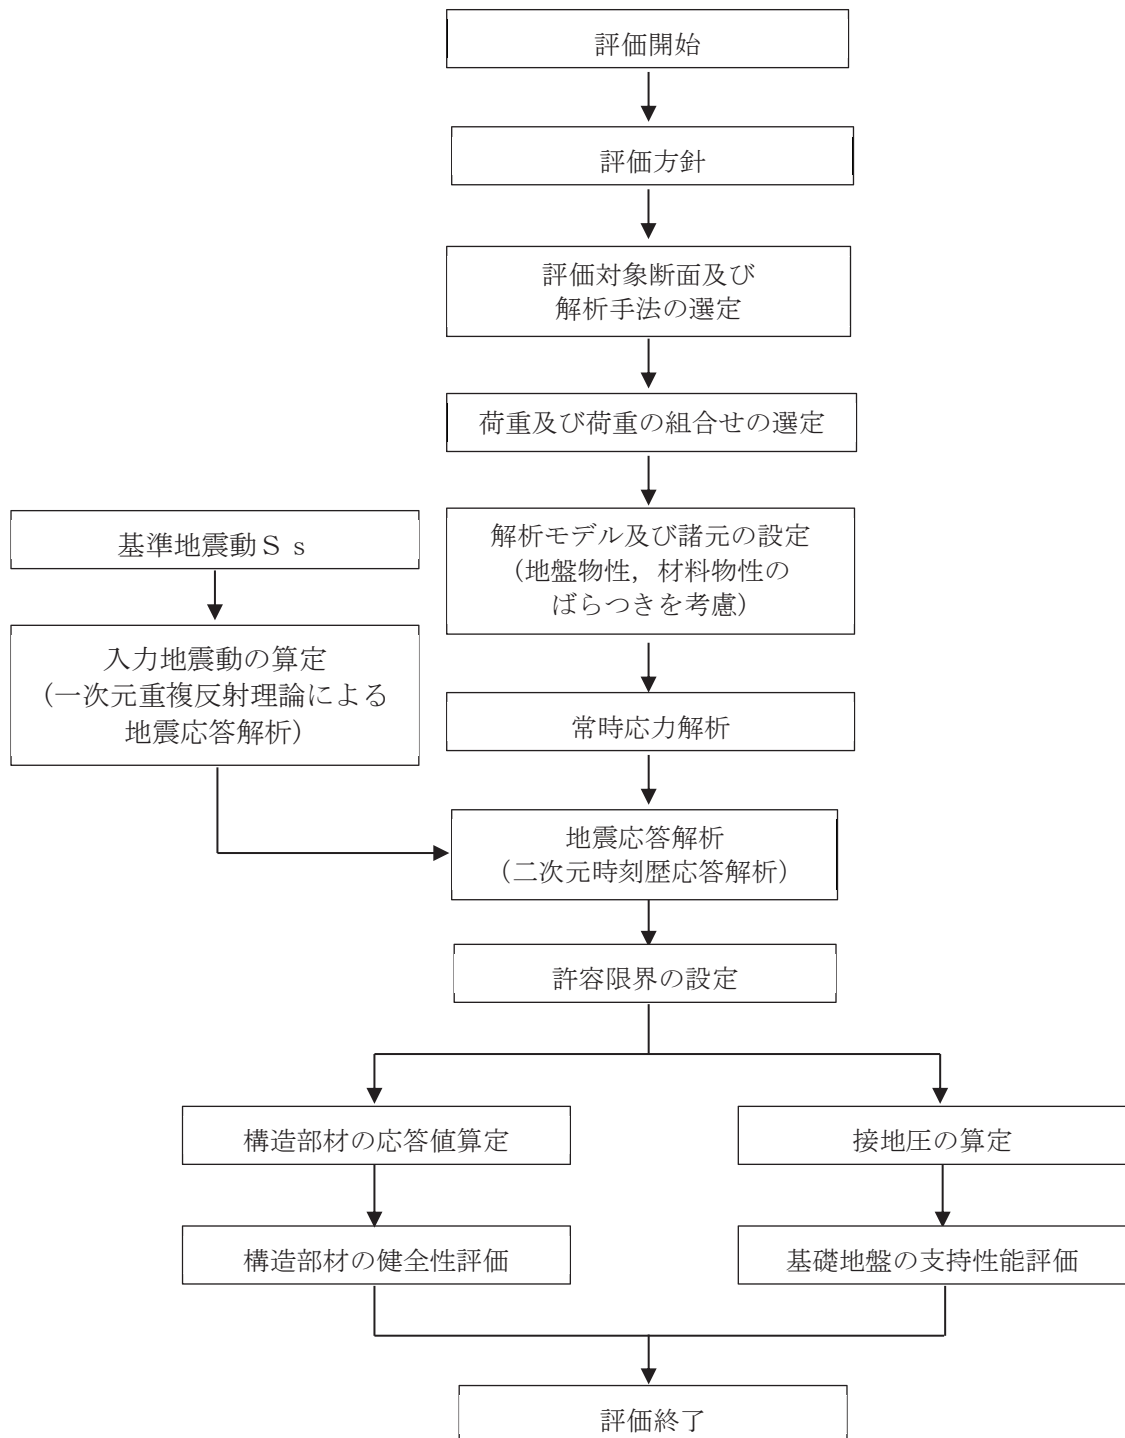 評価開始
評価方針
評価対象断面及び
解析手法の選定
荷重及び荷重の組合せの選定
基準地震動Ｓｓ
解析モデル及び諸元の設定
（地盤物性，材料物性の
ばらつきを考慮）
入力地震動の算定
（一次元重複反射理論による
地震応答解析）
常時応力解析
地震応答解析
（二次元時刻歴応答解析）
許容限界の設定
構造部材の応答値算定
接地圧の算定
構造部材の健全性評価
基礎地盤の支持性能評価
評価終了